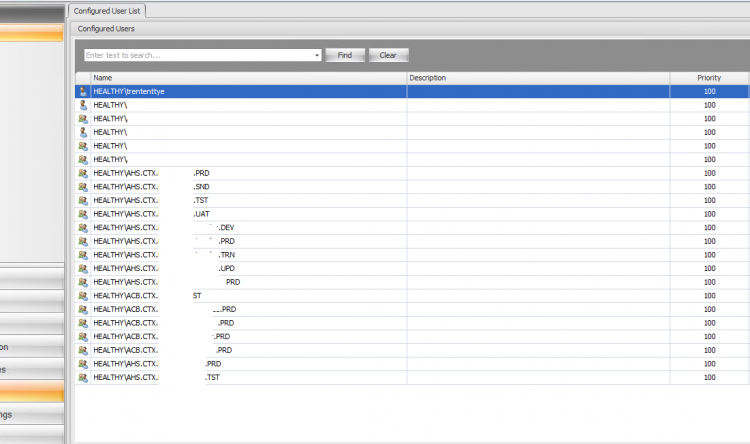 Configured User List
Configured Users
Enter text to search...
Find
Clear
Name Description Priority
HEALTHY\trententtye 100
HEALTHY\ 100
HEALTHY\ 100
HEALTHY\ 100
HEALTHY\ 100
HEALTHY\ 100
HEALTHY\AHS.CTX. .PRD 100
HEALTHY\AHS.CTX. .SND 100
HEALTHY\AHS.CTX. .TST 100
HEALTHY\AHS.CTX. .UAT 100
HEALTHY\AHS.CTX. .DEV 100
HEALTHY\AHS.CTX. .PRD 100
HEALTHY\AHS.CTX. .TRN 100
HEALTHY\AHS.CTX. .UPD 100
HEALTHY\AHS.CTX. PRD 100
HEALTHY\ACB.CTX. ST 100
HEALTHY\ACB.CTX. .PRD 100
HEALTHY\ACB.CTX. .PRD 100
HEALTHY\ACB.CTX. .PRD 100
HEALTHY\ACB.CTX. .PRD 100
HEALTHY\AHS.CTX. .PRD 100
HEALTHY\AHS.CTX. .TST 100
on
es
ngs